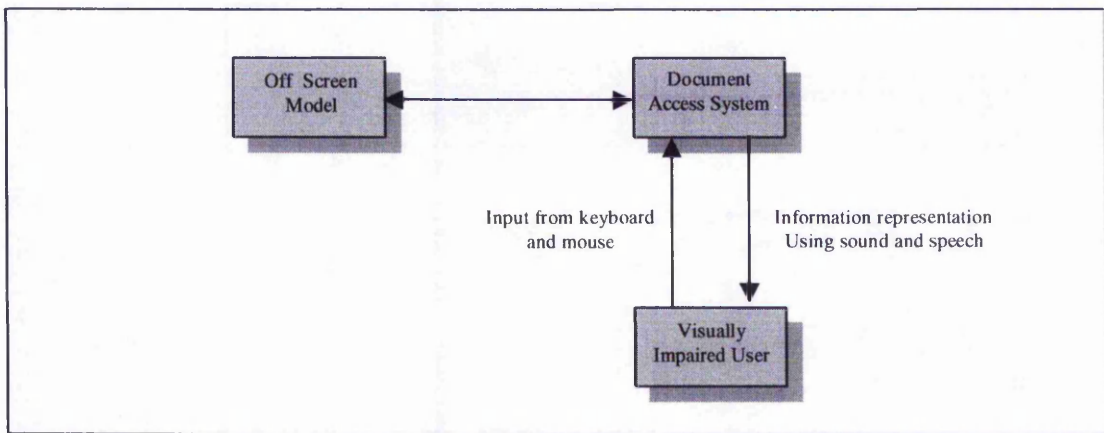 Off Screen
Model
Document
Access System
Input from keyboard
and mouse
Information representation
Using sound and speech
Visually
Impaired User